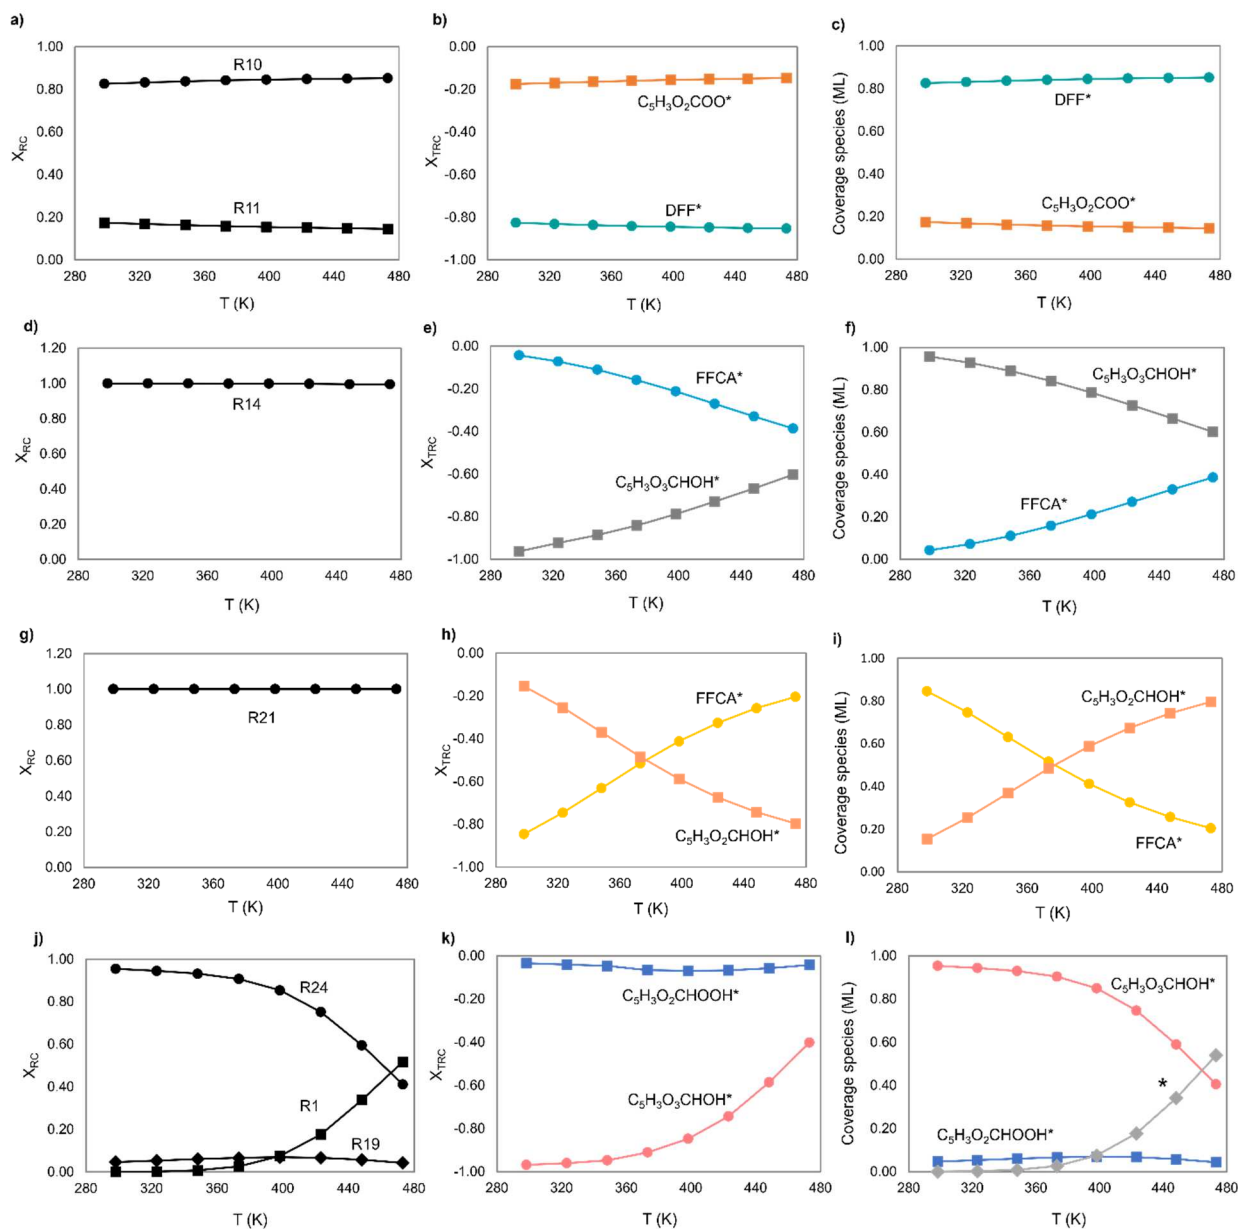 a)
X_RC
1.00
0.80
0.60
0.40
0.20
0.00
R10
R11
280 320 360 400 440 480
T (K)
b)
X_TRC
0.00
-0.20
-0.40
-0.60
-0.80
-1.00
C₅H₃O₂COO*
DFF*
280 320 360 400 440 480
T (K)
c)
Coverage species (ML)
1.00
0.80
0.60
0.40
0.20
0.00
DFF*
C₅H₃O₂COO*
280 320 360 400 440 480
T (K)
d)
X_RC
1.20
1.00
0.80
0.60
0.40
0.20
0.00
R14
280 320 360 400 440 480
T (K)
e)
X_TRC
0.00
-0.20
-0.40
-0.60
-0.80
-1.00
FFCA*
C₅H₃O₃CHOH*
280 320 360 400 440 480
T (K)
f)
Coverage species (ML)
1.00
0.80
0.60
0.40
0.20
0.00
C₅H₃O₃CHOH*
FFCA*
280 320 360 400 440 480
T (K)
g)
X_RC
1.20
1.00
0.80
0.60
0.40
0.20
0.00
R21
280 320 360 400 440 480
T (K)
h)
X_TRC
0.00
-0.20
-0.40
-0.60
-0.80
-1.00
FFCA*
C₅H₃O₂CHOH*
280 320 360 400 440 480
T (K)
i)
Coverage species (ML)
1.00
0.80
0.60
0.40
0.20
0.00
C₅H₃O₂CHOH*
FFCA*
280 320 360 400 440 480
T (K)
j)
X_RC
1.00
0.80
0.60
0.40
0.20
0.00
R24
R1
R19
280 320 360 400 440 480
T (K)
k)
X_TRC
0.00
-0.20
-0.40
-0.60
-0.80
-1.00
C₅H₃O₂CHOOH*
C₅H₃O₃CHOH*
280 320 360 400 440 480
T (K)
l)
Coverage species (ML)
1.00
0.80
0.60
0.40
0.20
0.00
C₅H₃O₃CHOH*
*
C₅H₃O₂CHOOH*
280 320 360 400 440 480
T (K)